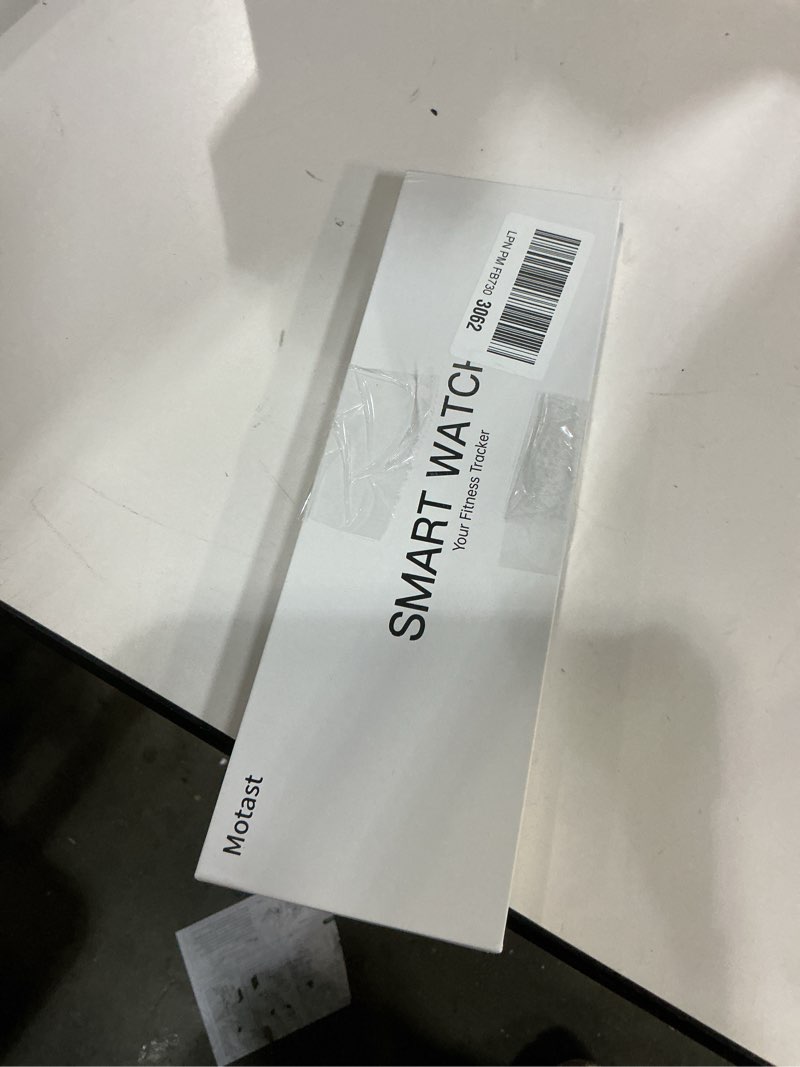 LPN PM FB730 3062
SMART WATCH
Your Fitness Tracker
Motast